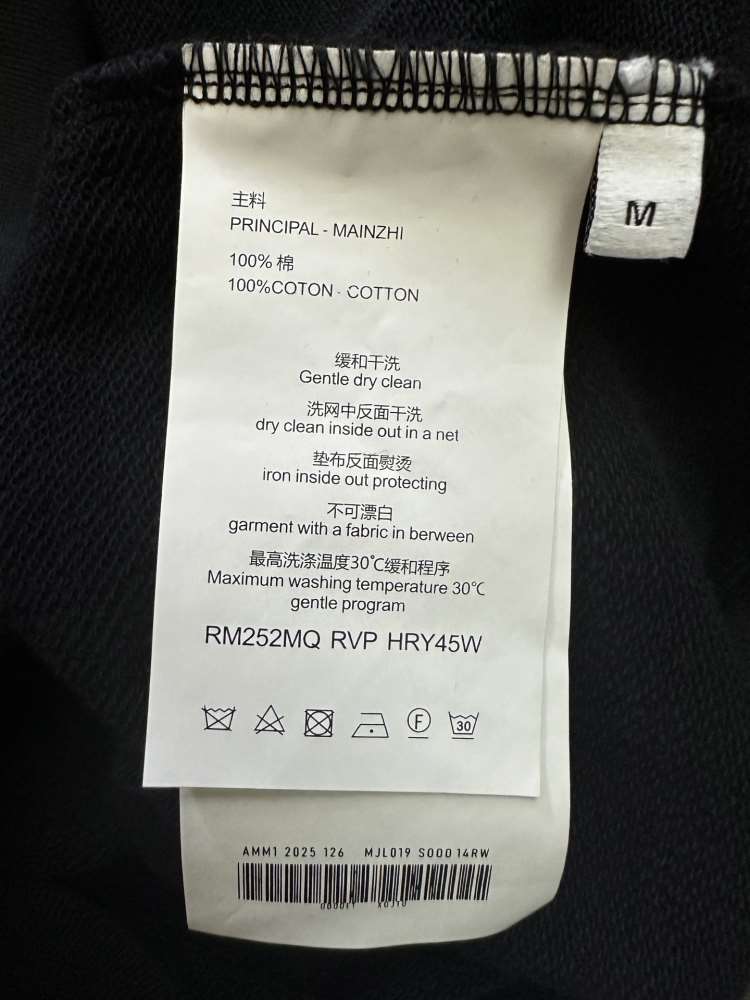 M
主料
PRINCIPAL - MAINZHI
100% 棉
100%COTON - COTTON
缓和干洗
Gentle dry clean
洗网中反面干洗
dry clean inside out in a net
垫布反面熨烫
iron inside out protecting
不可漂白
garment with a fabric in berween
最高洗涤温度30℃缓和程序
Maximum washing temperature 30℃
gentle program
RM252MQ RVP HRY45W
F
30
AMM1 2025 126 MJL019 S000 14RW